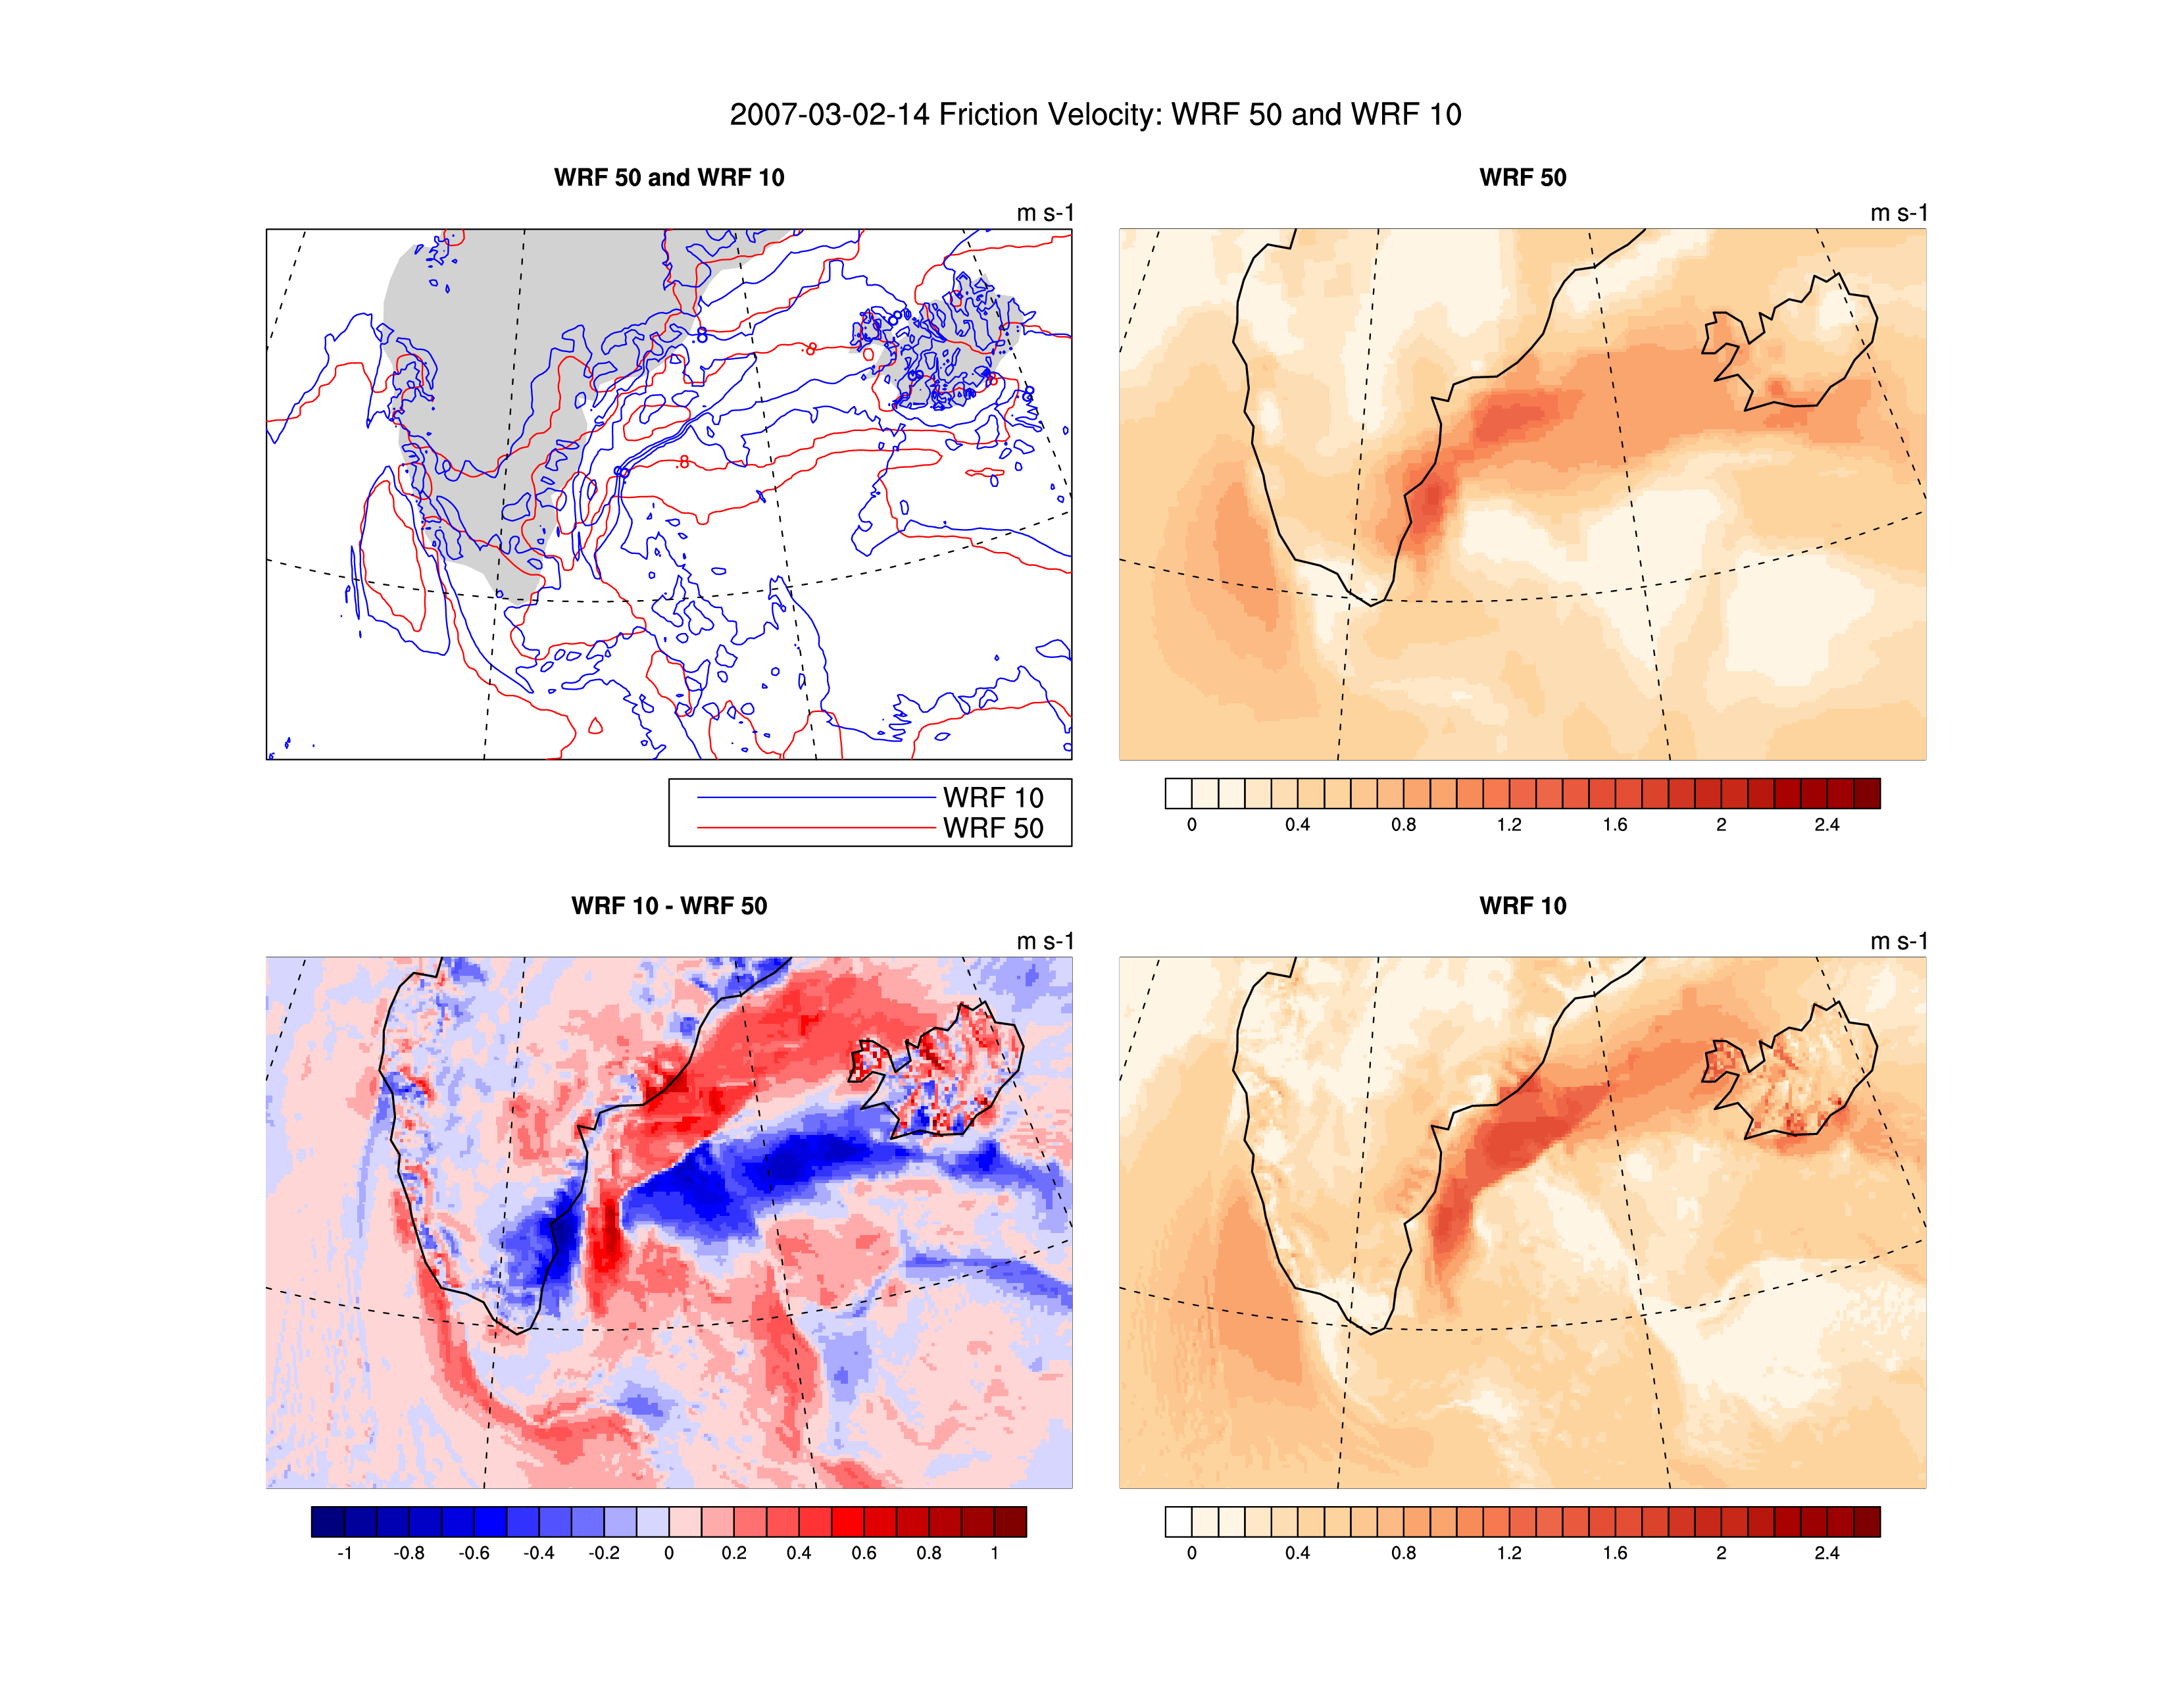 2007-03-02-14 Friction Velocity: WRF 50 and WRF 10
WRF 50 and WRF 10
m s-1
.8
.8
.8
WRF 10
WRF 50
WRF 50
m s-1
0 0.4 0.8 1.2 1.6 2 2.4
WRF 10 - WRF 50
m s-1
-1 -0.8 -0.6 -0.4 -0.2 0 0.2 0.4 0.6 0.8 1
WRF 10
m s-1
0 0.4 0.8 1.2 1.6 2 2.4